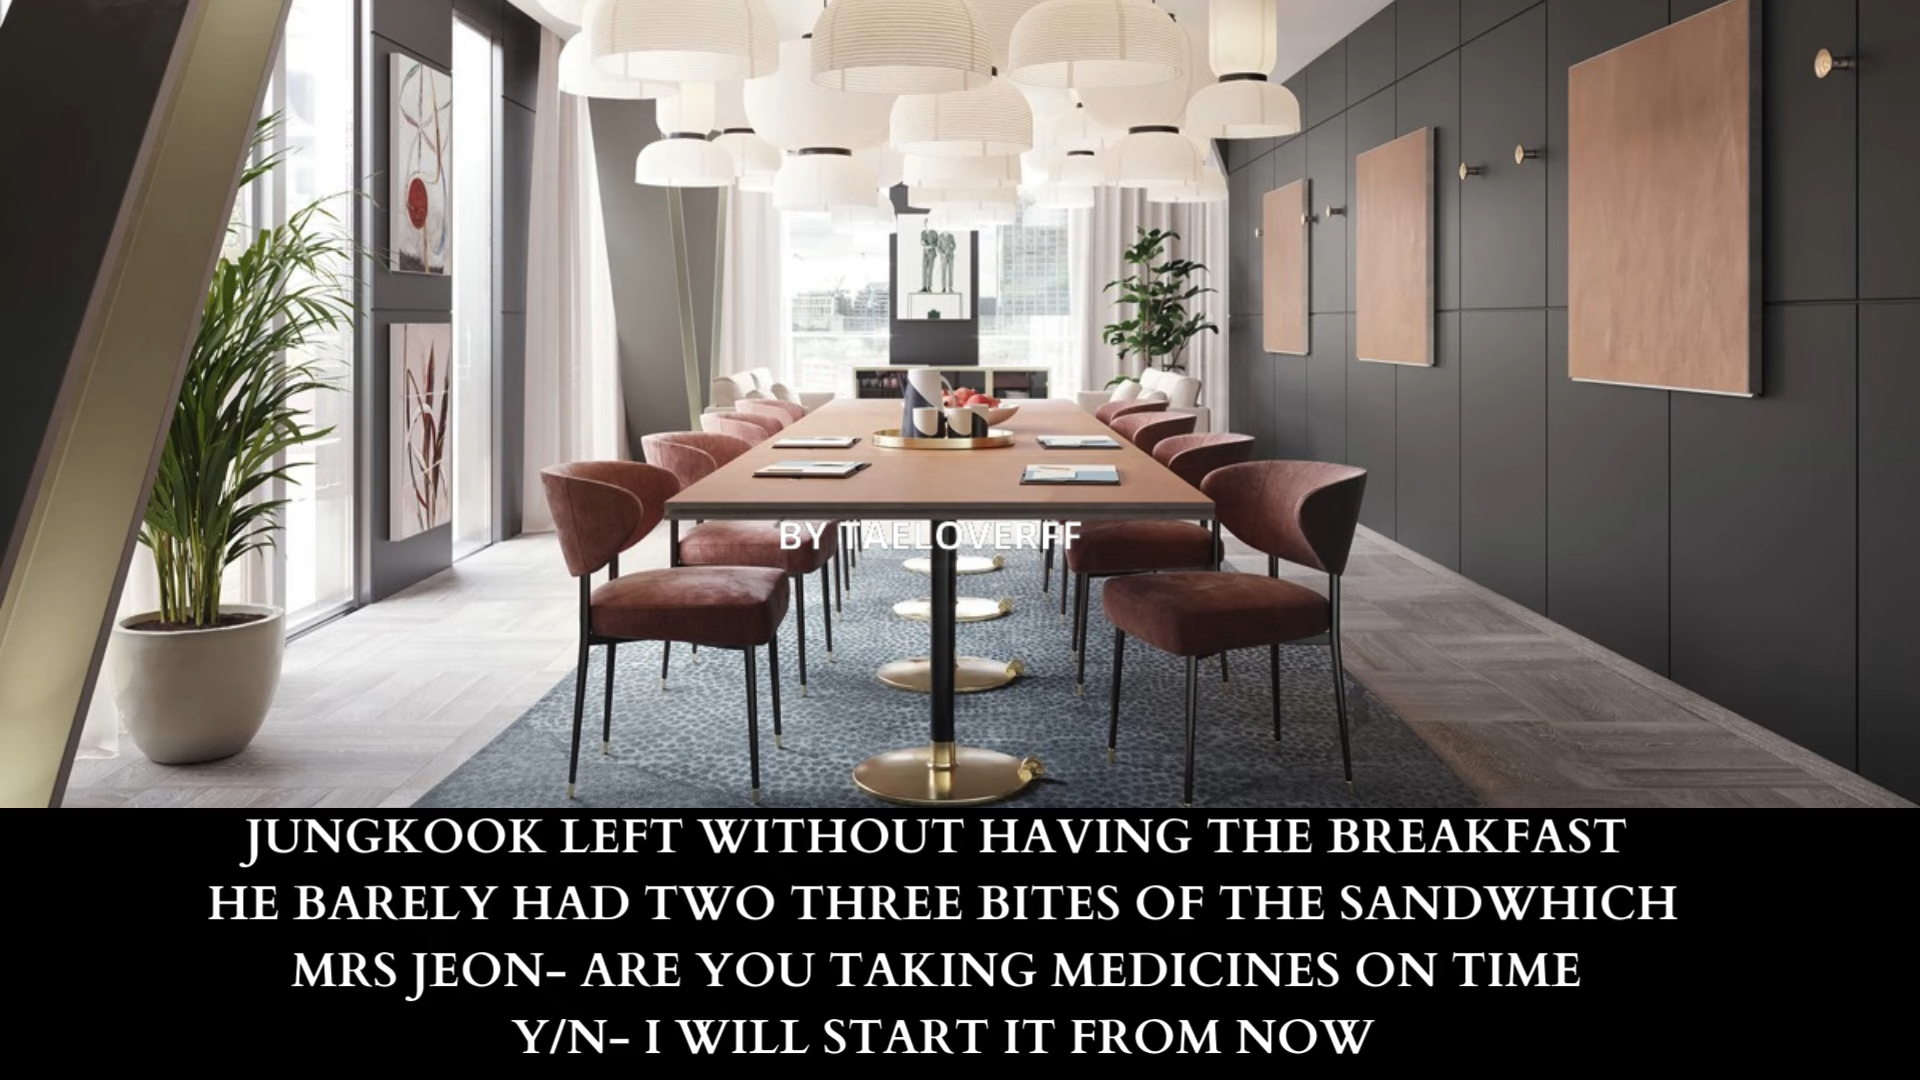 BY TAELOVERFF
JUNGKOOK LEFT WITHOUT HAVING THE BREAKFAST
HE BARELY HAD TWO THREE BITES OF THE SANDWHICH
MRS JEON- ARE YOU TAKING MEDICINES ON TIME
Y/N- I WILL START IT FROM NOW